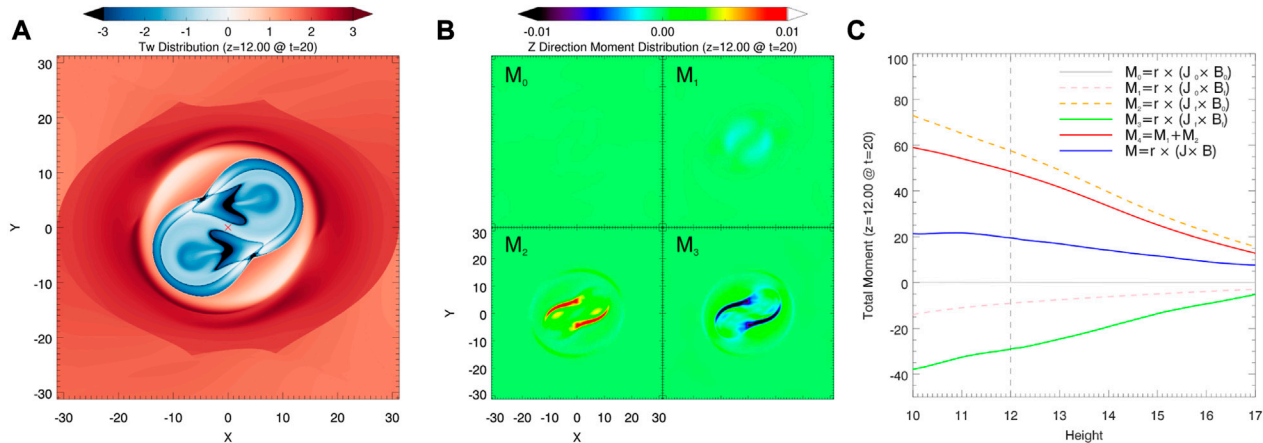 A
-3 -2 -1 0 1 2 3
Tw Distribution (z=12.00 @ t=20)
30
20
10
0
-10
-20
-30
Y
-30 -20 -10 0 10 20 30
X
B
-0.01 0.00 0.01
Z Direction Moment Distribution (z=12.00 @ t=20)
M₀ M₁
M₂ M₃
30
20
10
0
-10
-20
-30
Y
-30 -20 -10 0 10 20 30
X
C
M₀=r × (J₀× B₀)
M₁=r × (J₀× B₁)
M₂=r × (J₁× B₀)
M₃=r × (J₁× B₁)
M₄=M₁+M₂
M=r × (J× B)
100
80
60
40
20
0
-20
-40
Total Moment (z=12.00 @ t=20)
10 11 12 13 14 15 16 17
Height